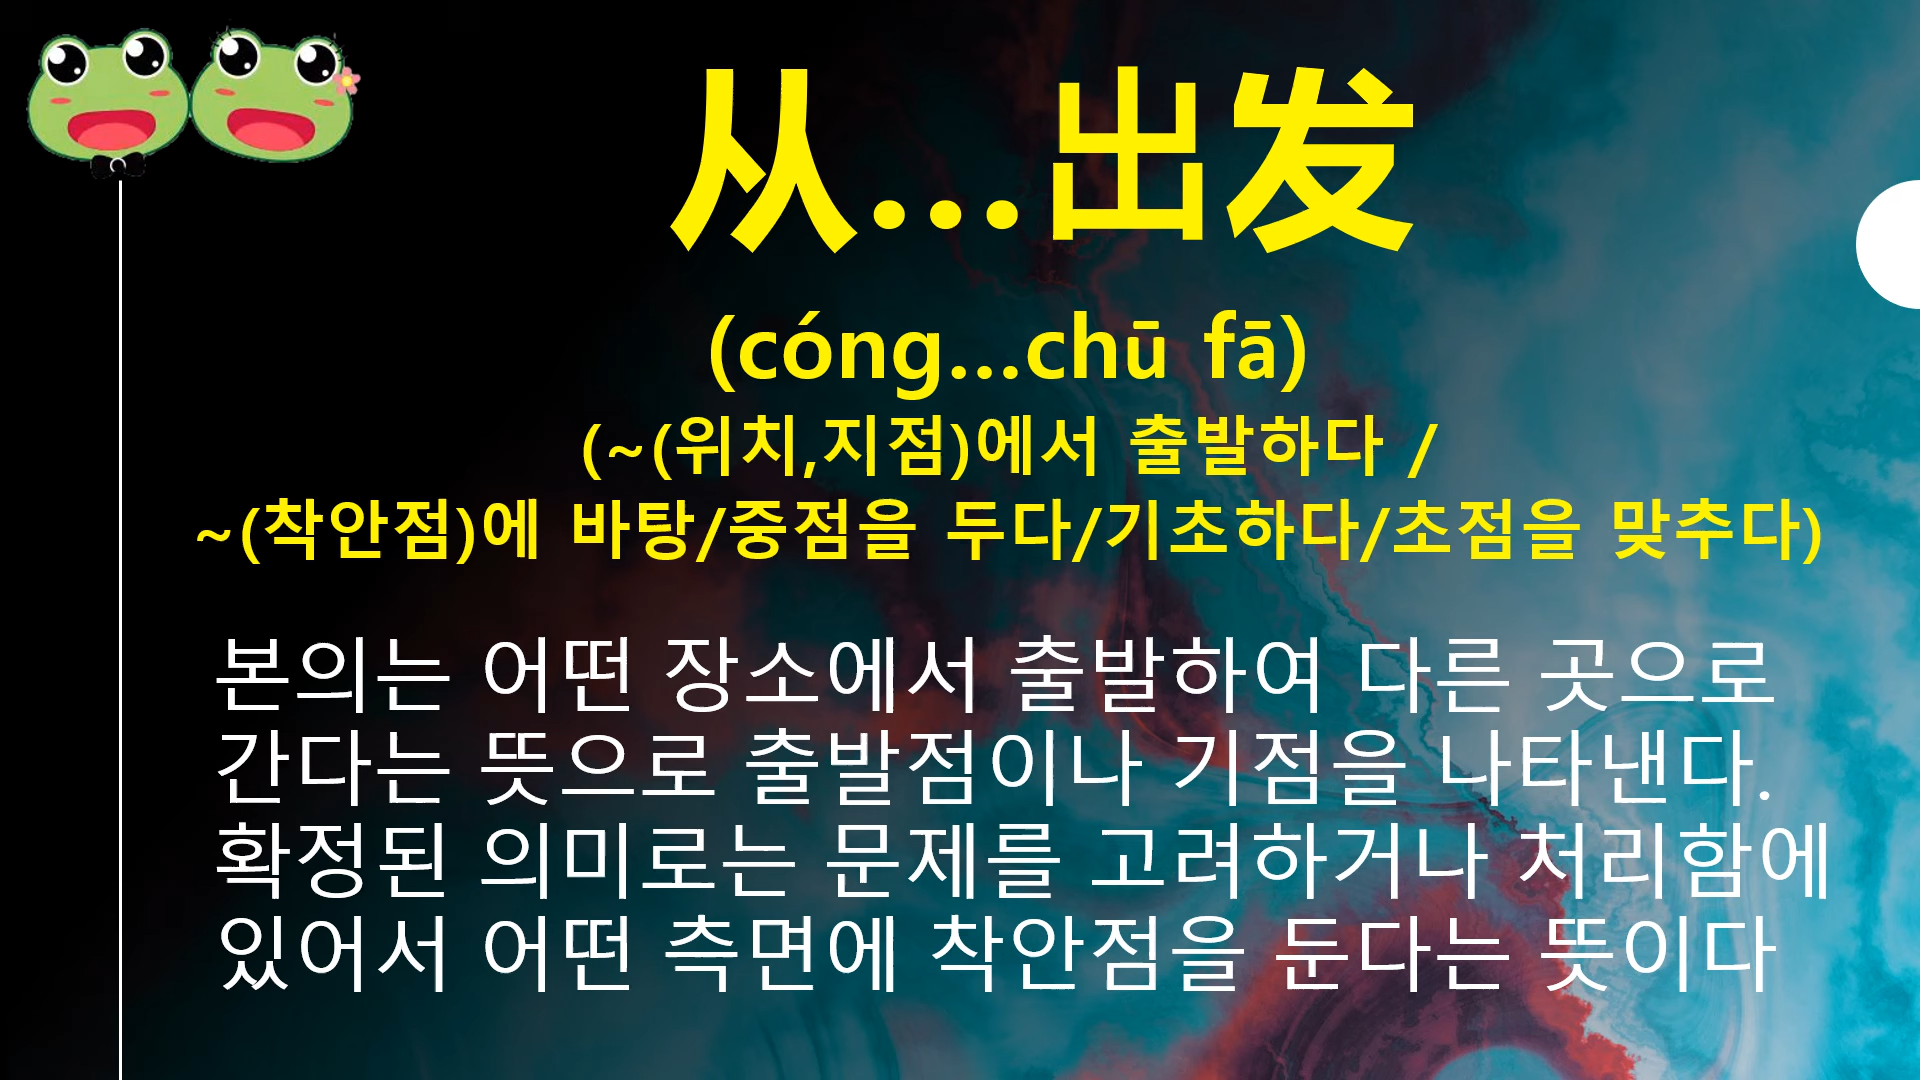 从…出发
(cóng…chū fā)
(~(위치,지점)에서 출발하다 /
~(착안점)에 바탕/중점을 두다/기초하다/초점을 맞추다)
본의는 어떤 장소에서 출발하여 다른 곳으로
간다는 뜻으로 출발점이나 기점을 나타낸다.
확정된 의미로는 문제를 고려하거나 처리함에
있어서 어떤 측면에 착안점을 둔다는 뜻이다